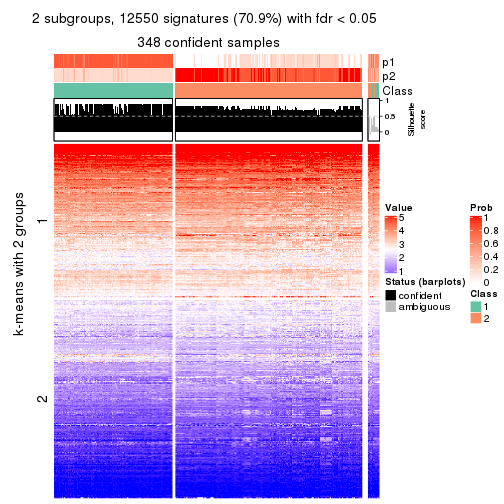 2 subgroups, 12550 signatures (70.9%) with fdr < 0.05
348 confident samples
p1
p2
Class
1
0.5
0
Silhouette
score
k-means with 2 groups
1
2
Value
5
4
3
2
1
Status (barplots)
confident
ambiguous
Prob
1
0.8
0.6
0.4
0.2
0
Class
1
2